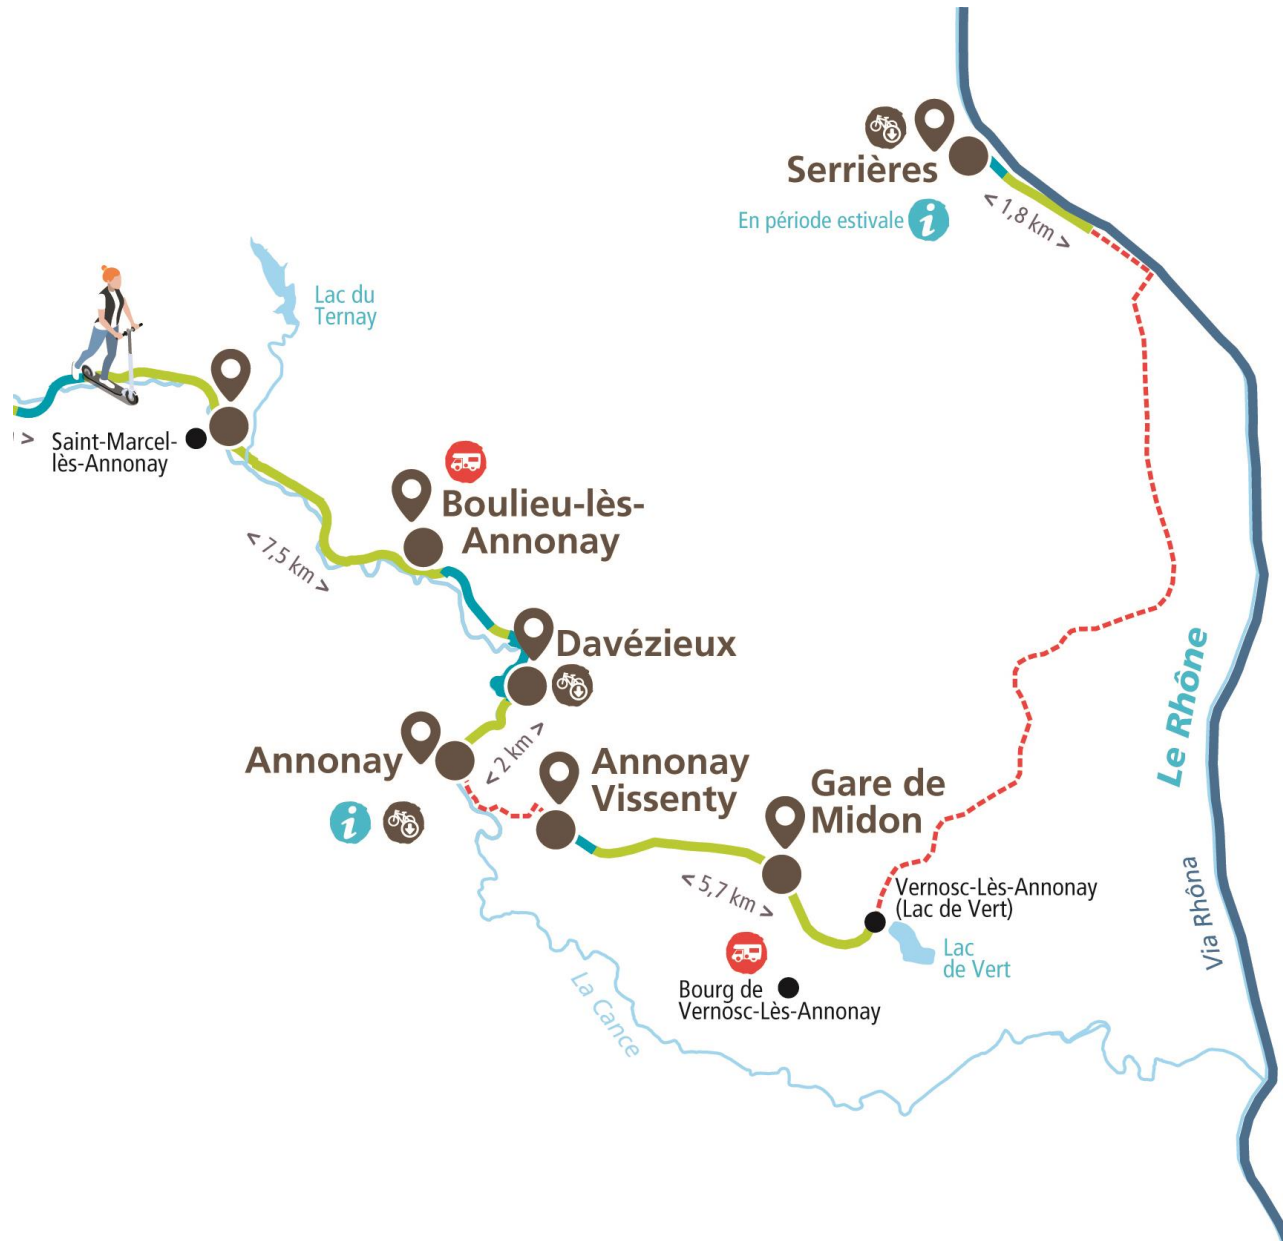 Serrières
En période estivale
< 1,8 km >
Lac du
Ternay
>
Saint-Marcel-
lès-Annonay
Boulieu-lès-
Annonay
< 7,5 km >
Davézieux
Annonay
< 2 km >
Annonay
Vissenty
Gare de
Midon
Le Rhône
< 5,7 km >
Vernosc-Lès-Annonay
(Lac de Vert)
Via Rhôna
Lac
de Vert
Bourg de
Vernosc-Lès-Annonay
La Cance